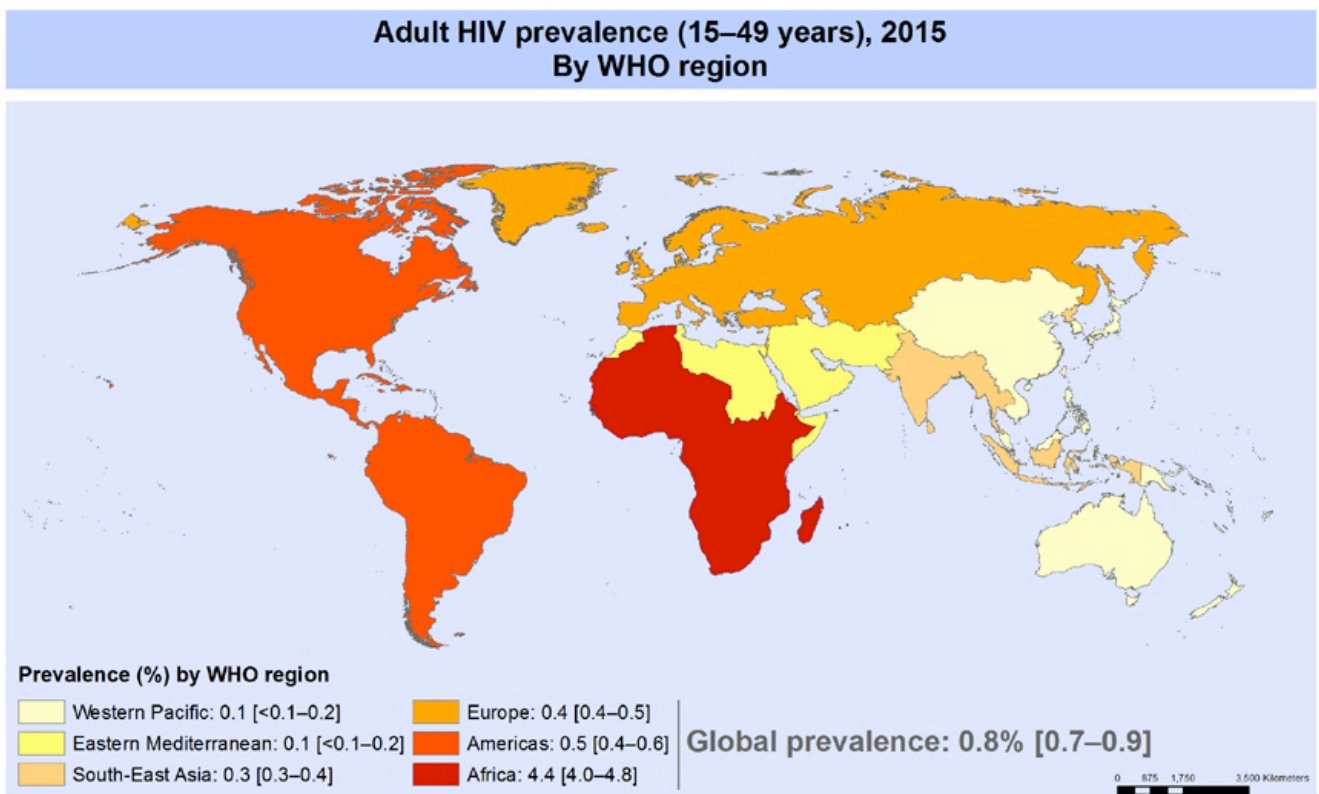 Adult HIV prevalence (15–49 years), 2015
By WHO region
Prevalence (%) by WHO region
Western Pacific: 0.1 [<0.1–0.2]
Eastern Mediterranean: 0.1 [<0.1–0.2]
South-East Asia: 0.3 [0.3–0.4]
Europe: 0.4 [0.4–0.5]
Americas: 0.5 [0.4–0.6]
Africa: 4.4 [4.0–4.8]
Global prevalence: 0.8% [0.7–0.9]
0 875 1,750 3,500 Kilometers